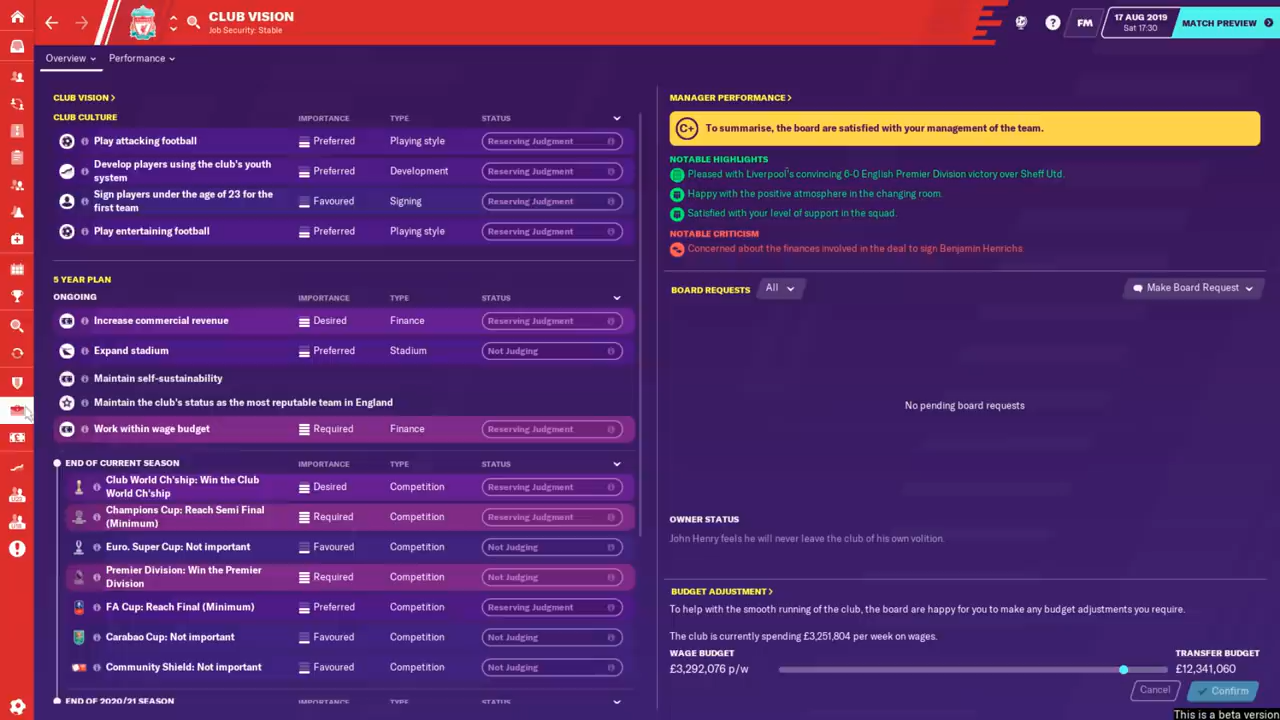 CLUB VISION
Job Security: Stable
FM
17 AUG 2019
Sat 17:30
MATCH PREVIEW
Overview
Performance
CLUB VISION >
CLUB CULTURE IMPORTANCE TYPE STATUS
Play attacking football Preferred Playing style Reserving Judgment
Develop players using the club's youth
system Preferred Development Reserving Judgment
Sign players under the age of 23 for the
first team Favoured Signing Reserving Judgment
Play entertaining football Preferred Playing style Reserving Judgment
5 YEAR PLAN
ONGOING IMPORTANCE TYPE STATUS
Increase commercial revenue Desired Finance Reserving Judgment
Expand stadium Preferred Stadium Not Judging
Maintain self-sustainability
Maintain the club's status as the most reputable team in England
Work within wage budget Required Finance Reserving Judgment
END OF CURRENT SEASON IMPORTANCE TYPE STATUS
Club World Ch'ship: Win the Club
World Ch'ship Desired Competition Reserving Judgment
Champions Cup: Reach Semi Final
(Minimum) Required Competition Reserving Judgment
Euro. Super Cup: Not important Favoured Competition Not Judging
Premier Division: Win the Premier
Division Required Competition Not Judging
FA Cup: Reach Final (Minimum) Preferred Competition Reserving Judgment
Carabao Cup: Not important Favoured Competition Not Judging
Community Shield: Not important Favoured Competition Not Judging
END OF 2020/21 SEASON IMPORTANCE TYPE STATUS
MANAGER PERFORMANCE >
C+ To summarise, the board are satisfied with your management of the team.
NOTABLE HIGHLIGHTS
Pleased with Liverpool's convincing 6-0 English Premier Division victory over Sheff Utd.
Happy with the positive atmosphere in the changing room.
Satisfied with your level of support in the squad.
NOTABLE CRITICISM
Concerned about the finances involved in the deal to sign Benjamin Henrichs.
BOARD REQUESTS All Make Board Request
No pending board requests
OWNER STATUS
John Henry feels he will never leave the club of his own volition.
BUDGET ADJUSTMENT >
To help with the smooth running of the club, the board are happy for you to make any budget adjustments you require.
The club is currently spending £3,251,804 per week on wages.
WAGE BUDGET TRANSFER BUDGET
£3,292,076 p/w £12,341,060
Cancel Confirm
This is a beta version